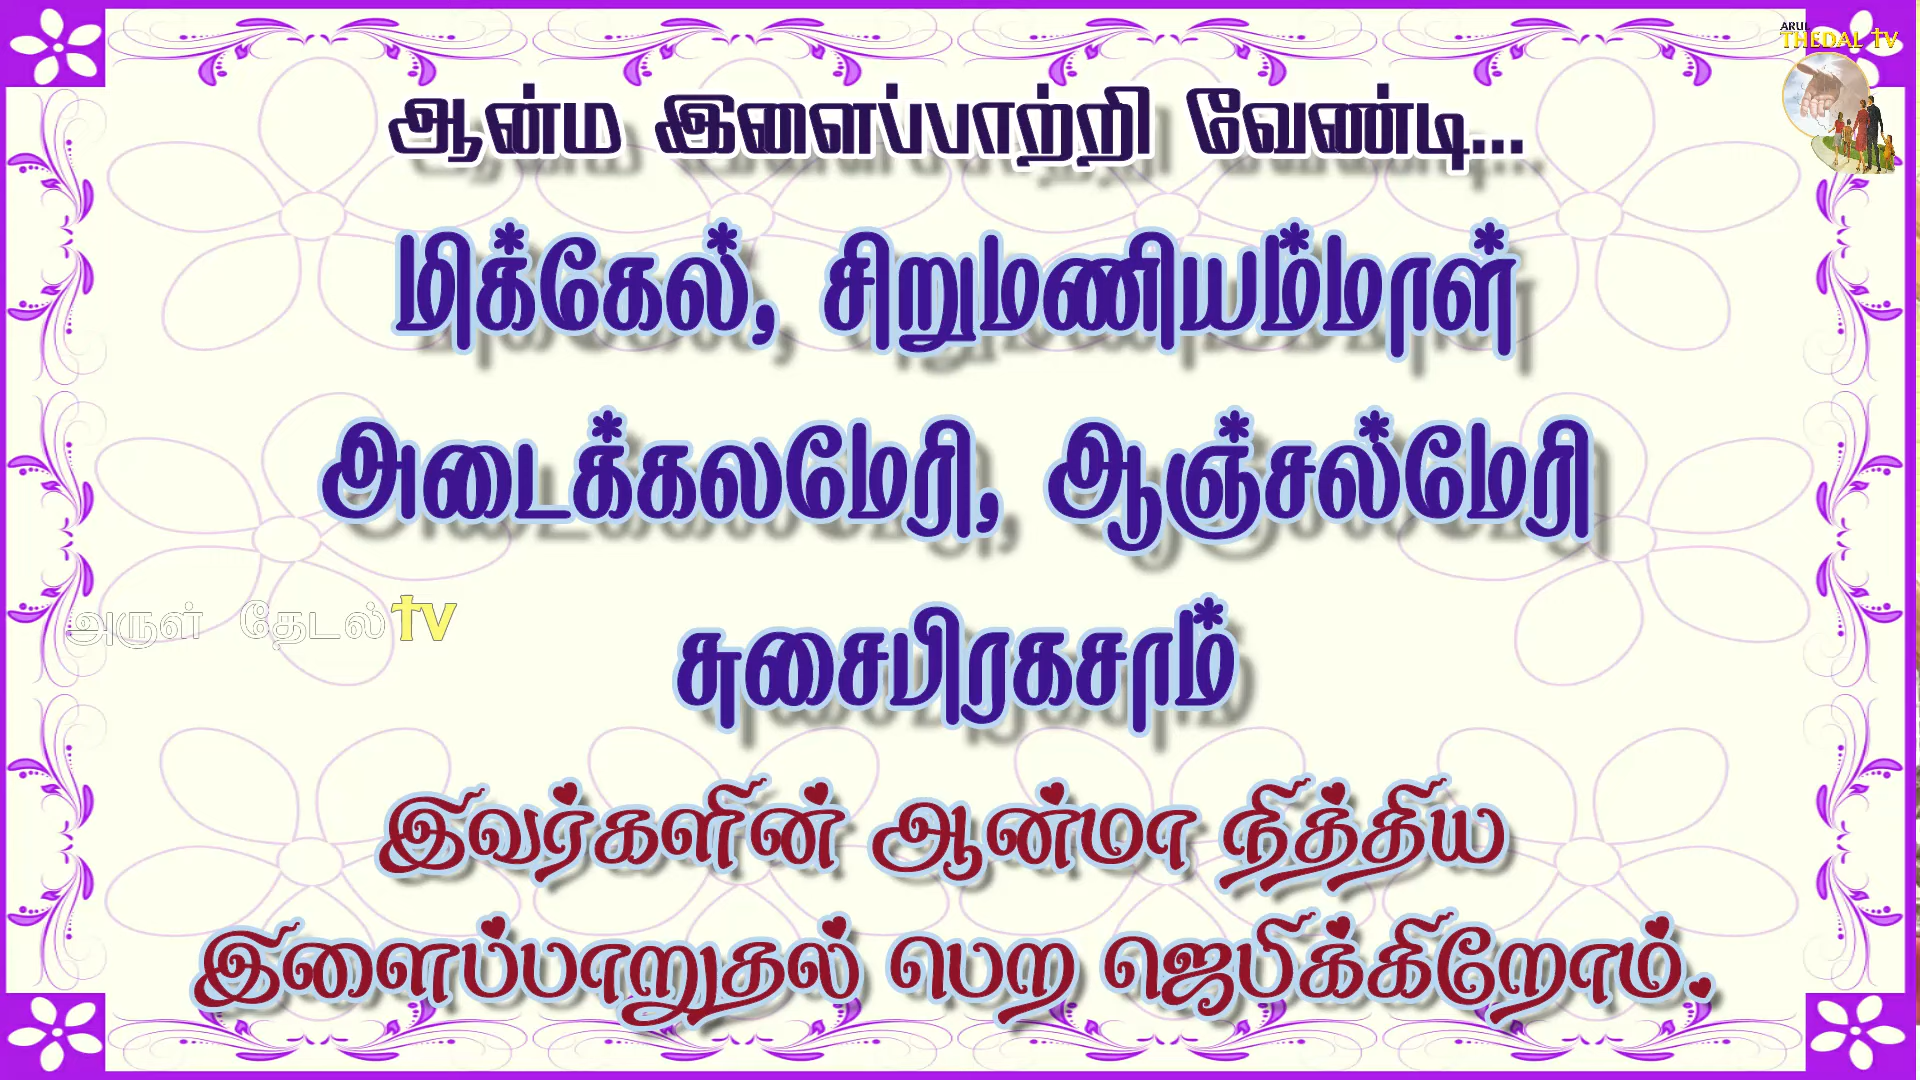 ARUL
THEDAL TV
ஆன்ம இளைப்பாற்றி வேண்டி...
மிக்கேல், சிறுமணியம்மாள்
அடைக்கலமேரி, ஆஞ்சல்மேரி
அருள் தேடல் TV
சுசைபிரகசாம்
இவர்களின் ஆன்மா நித்திய
இளைப்பாறுதல் பெற ஜெபிக்கிறோம்.